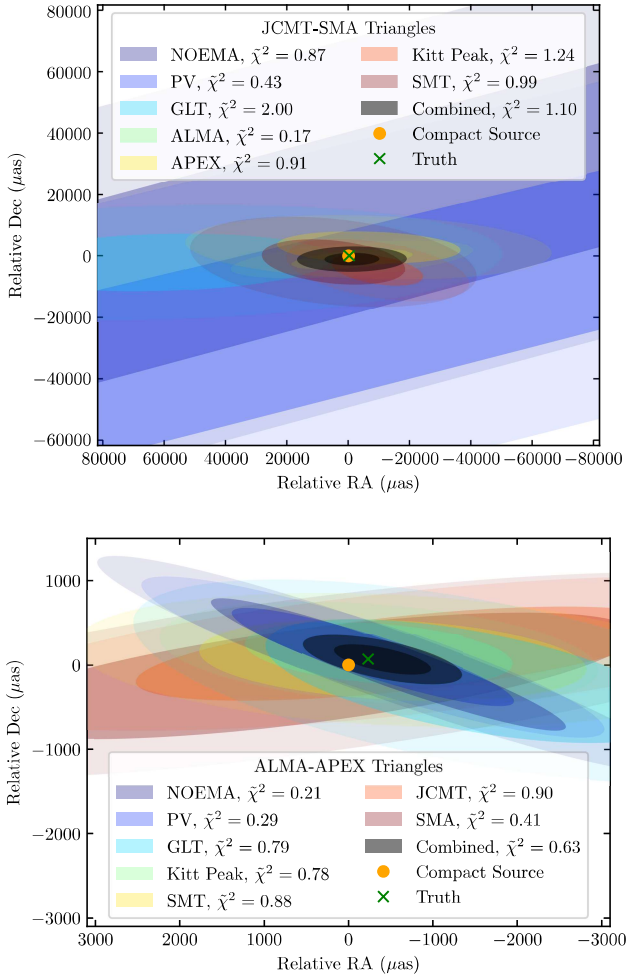 JCMT-SMA Triangles
NOEMA, χ̃² = 0.87
PV, χ̃² = 0.43
GLT, χ̃² = 2.00
ALMA, χ̃² = 0.17
APEX, χ̃² = 0.91
Kitt Peak, χ̃² = 1.24
SMT, χ̃² = 0.99
Combined, χ̃² = 1.10
Compact Source
Truth
Relative Dec (μas)
80000
60000
40000
20000
0
−20000
−40000
−60000
80000 60000 40000 20000 0 −20000 −40000 −60000 −80000
Relative RA (μas)
ALMA-APEX Triangles
NOEMA, χ̃² = 0.21
PV, χ̃² = 0.29
GLT, χ̃² = 0.79
Kitt Peak, χ̃² = 0.78
SMT, χ̃² = 0.88
JCMT, χ̃² = 0.90
SMA, χ̃² = 0.41
Combined, χ̃² = 0.63
Compact Source
Truth
Relative Dec (μas)
1000
0
−1000
−2000
−3000
3000 2000 1000 0 −1000 −2000 −3000
Relative RA (μas)